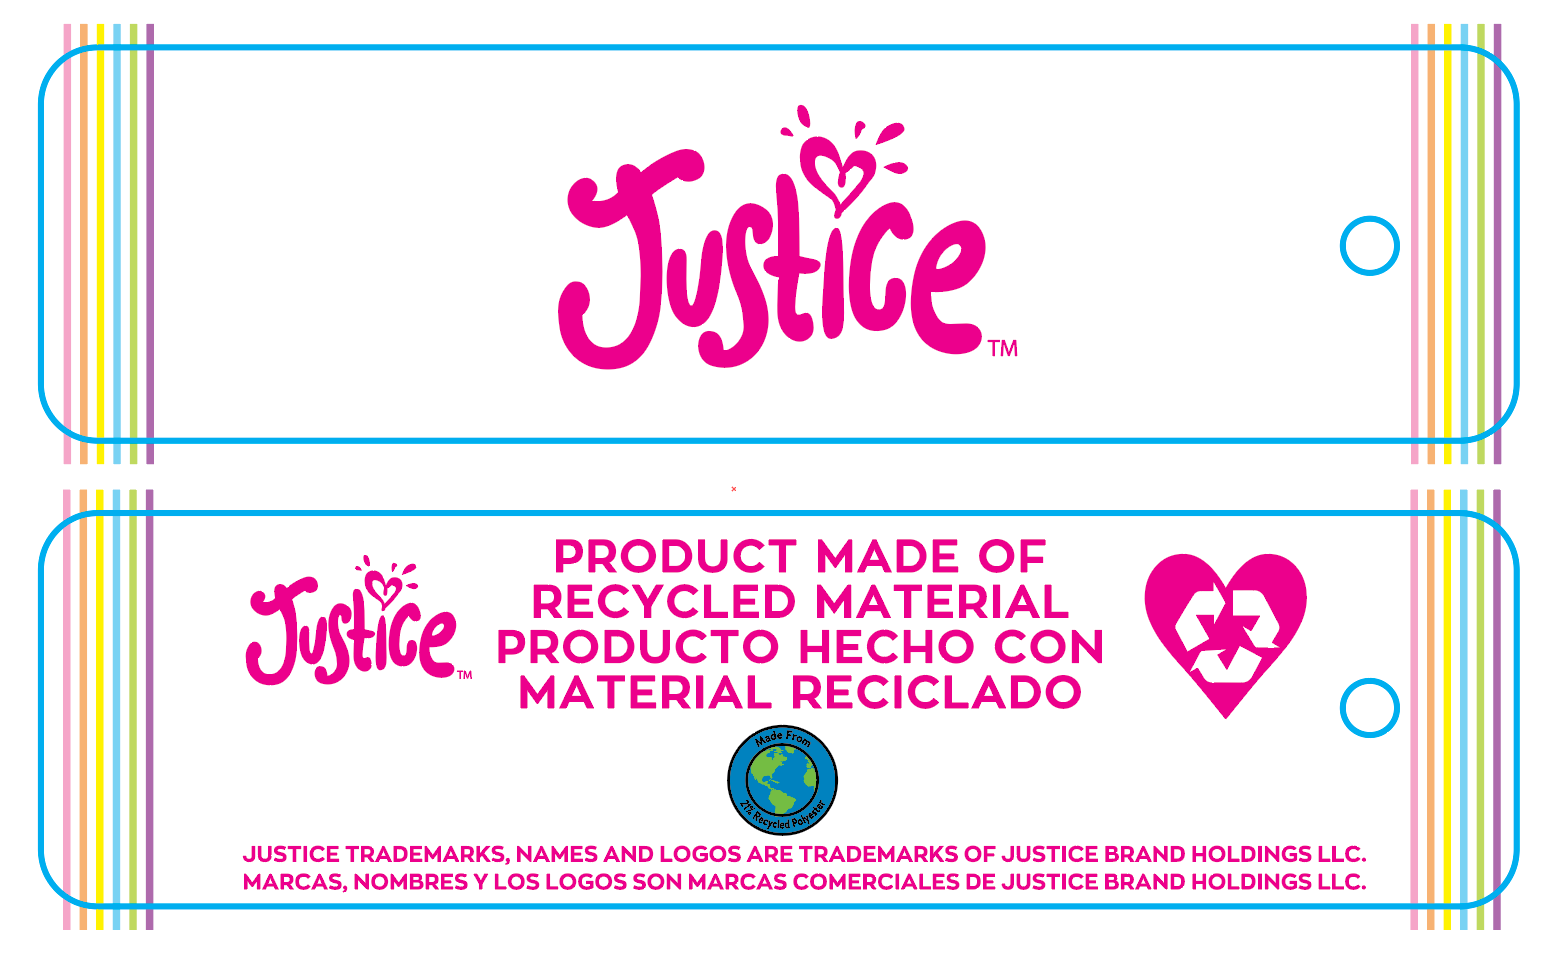 Justice
TM
Justice
TM
PRODUCT MADE OF
RECYCLED MATERIAL
PRODUCTO HECHO CON
MATERIAL RECICLADO
Made From
21% Recycled Polyester
JUSTICE TRADEMARKS, NAMES AND LOGOS ARE TRADEMARKS OF JUSTICE BRAND HOLDINGS LLC.
MARCAS, NOMBRES Y LOS LOGOS SON MARCAS COMERCIALES DE JUSTICE BRAND HOLDINGS LLC.